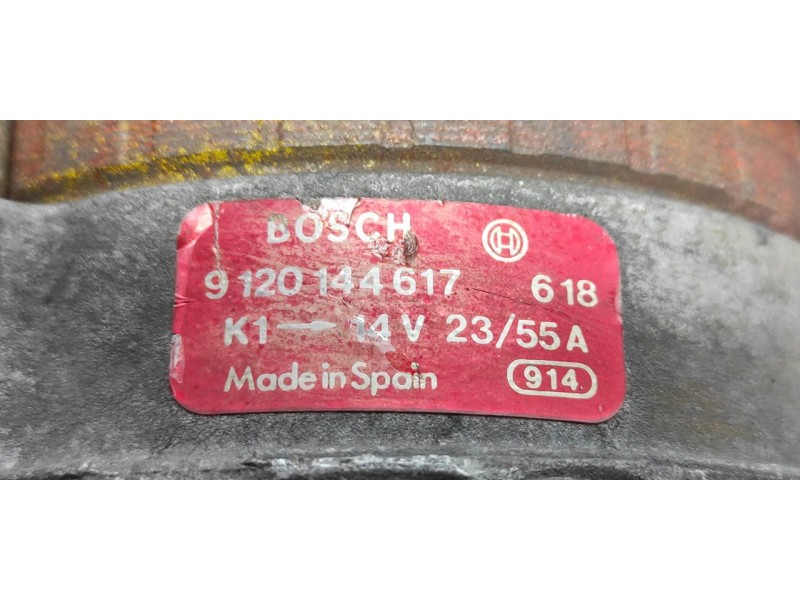 BOSCH
9 120 144 617 618
K1 → 14 V 23/55 A
Made in Spain 914